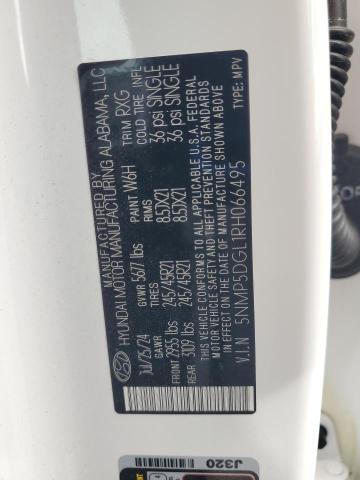 MANUFACTURED BY
HYUNDAI MOTOR MANUFACTURING ALABAMA, LLC
JUL/25/24 GVWR 5677 lbs PAINT W6H TRIM RXG
GAWR TIRES RIMS COLD TIRE INFL
FRONT 2955 lbs 245/45R21 8.5JX21 36 psi SINGLE
REAR 3109 lbs 245/45R21 8.5JX21 36 psi SINGLE
THIS VEHICLE CONFORMS TO ALL APPLICABLE U.S.A. FEDERAL
MOTOR VEHICLE SAFETY AND THEFT PREVENTION STANDARDS
IN EFFECT ON THE DATE OF MANUFACTURE SHOWN ABOVE
V.I.N 5NMP5DGL1RH066495 TYPE MPV
J320